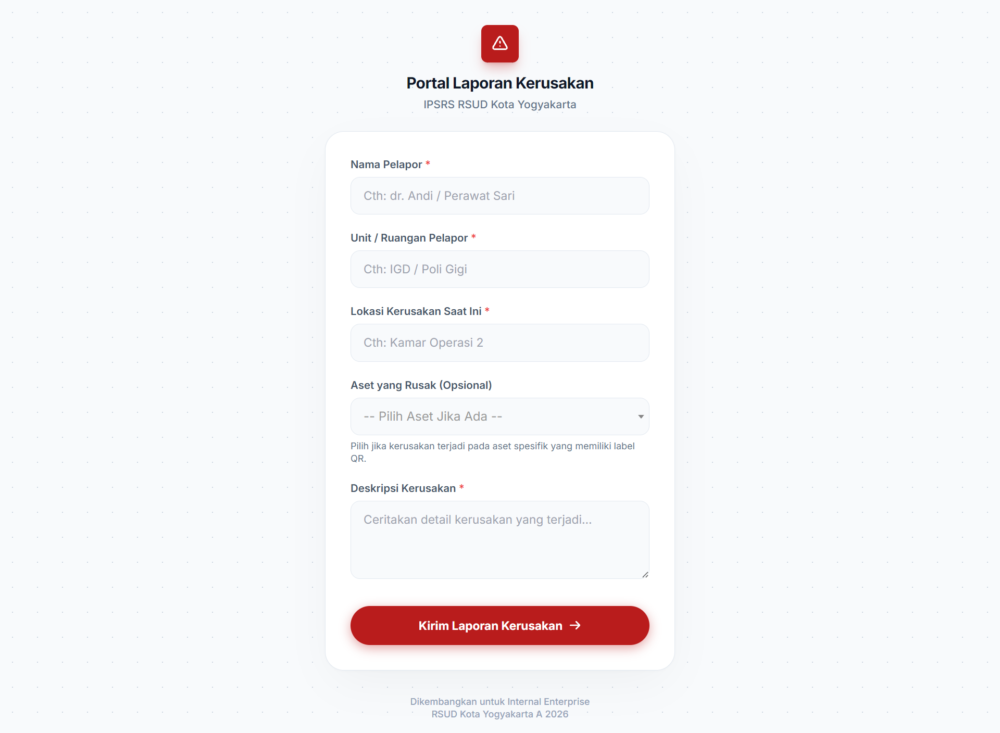 Portal Laporan Kerusakan
IPSRS RSUD Kota Yogyakarta
Nama Pelapor *
Cth: dr. Andi / Perawat Sari
Unit / Ruangan Pelapor *
Cth: IGD / Poli Gigi
Lokasi Kerusakan Saat Ini *
Cth: Kamar Operasi 2
Aset yang Rusak (Opsional)
-- Pilih Aset Jika Ada --
Pilih jika kerusakan terjadi pada aset spesifik yang memiliki label
QR.
Deskripsi Kerusakan *
Ceritakan detail kerusakan yang terjadi...
Kirim Laporan Kerusakan →
Dikembangkan untuk Internal Enterprise
RSUD Kota Yogyakarta A 2026